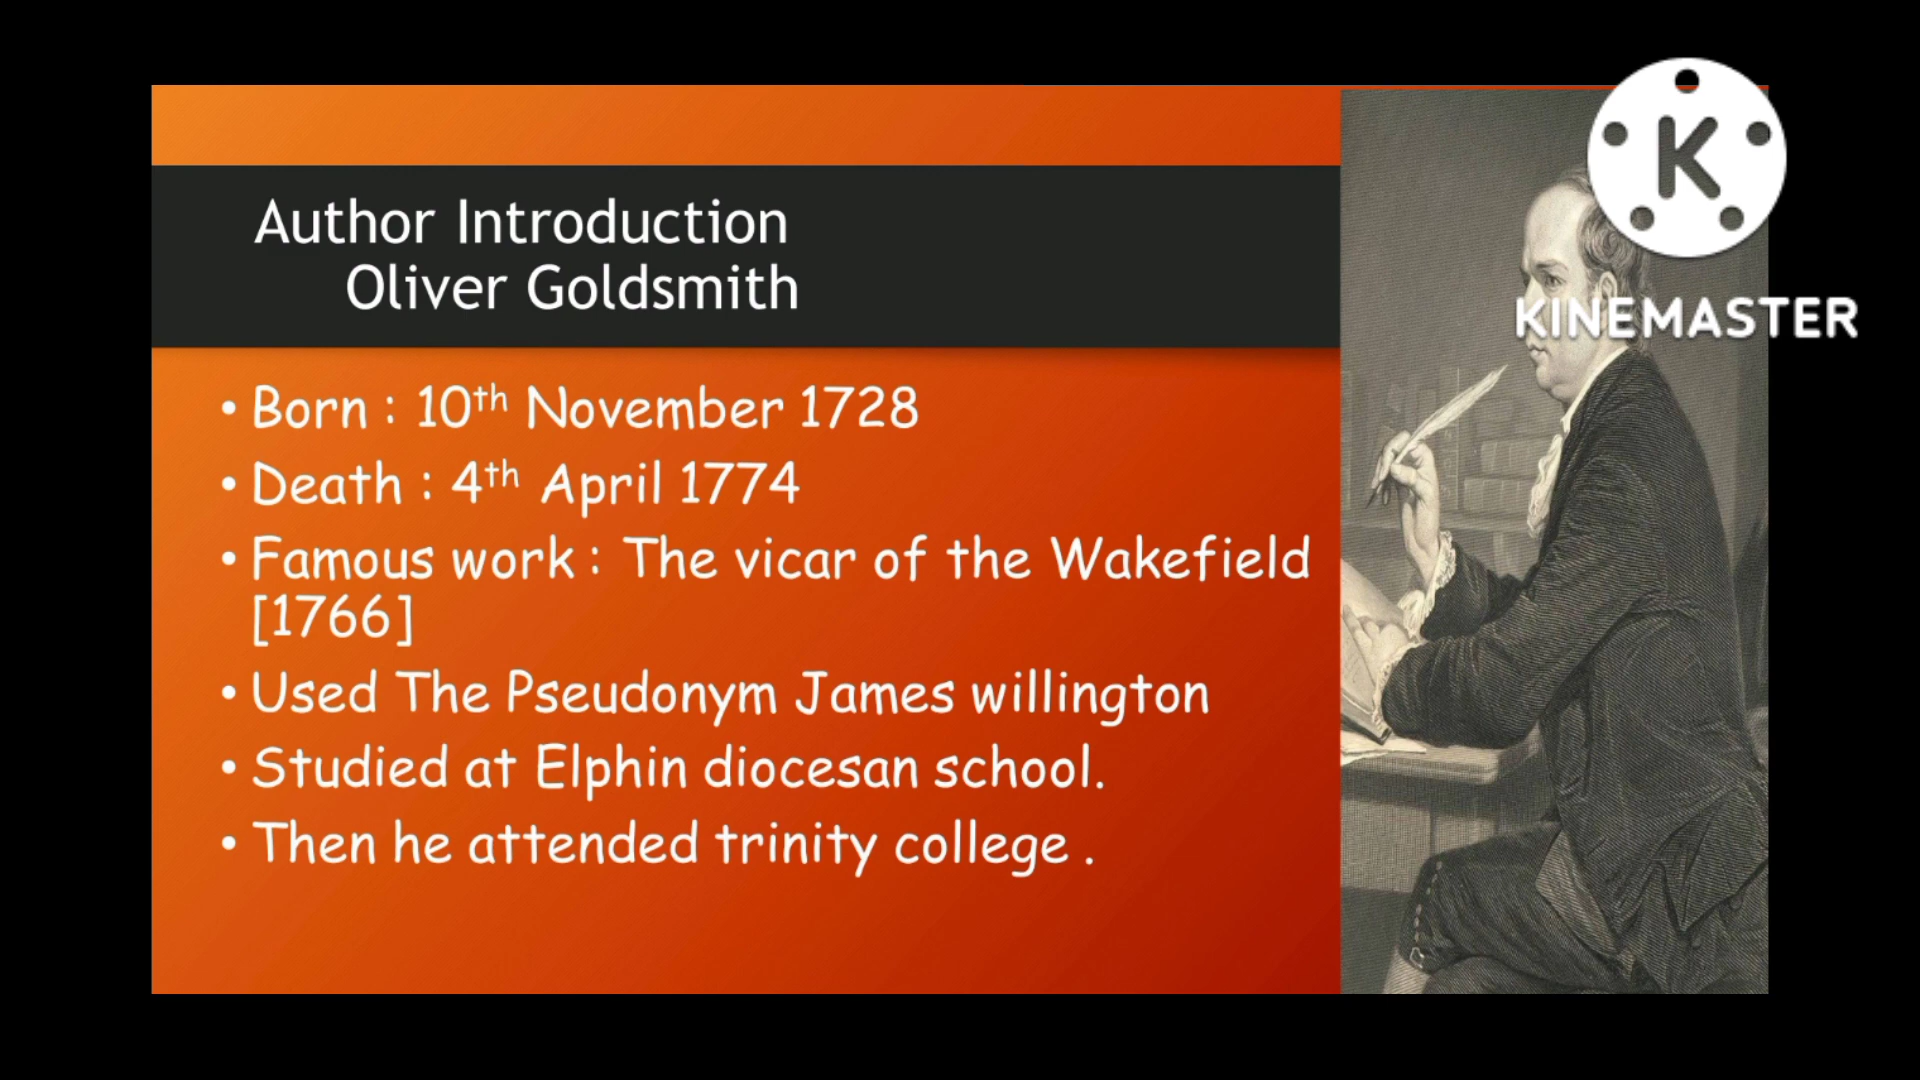 Author Introduction
Oliver Goldsmith
• Born : 10th November 1728
• Death : 4th April 1774
• Famous work : The vicar of the Wakefield
[1766]
• Used The Pseudonym James willington
• Studied at Elphin diocesan school.
• Then he attended trinity college .
K
KINEMASTER